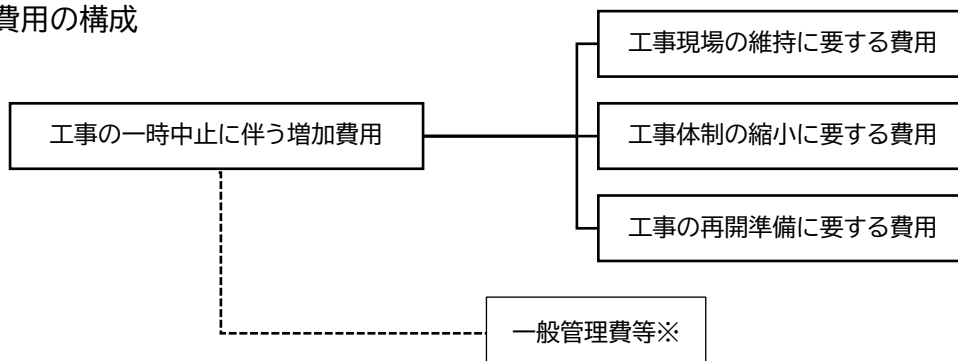 費用の構成
工事現場の維持に要する費用
工事の一時中止に伴う増加費用
工事体制の縮小に要する費用
工事の再開準備に要する費用
一般管理費等※